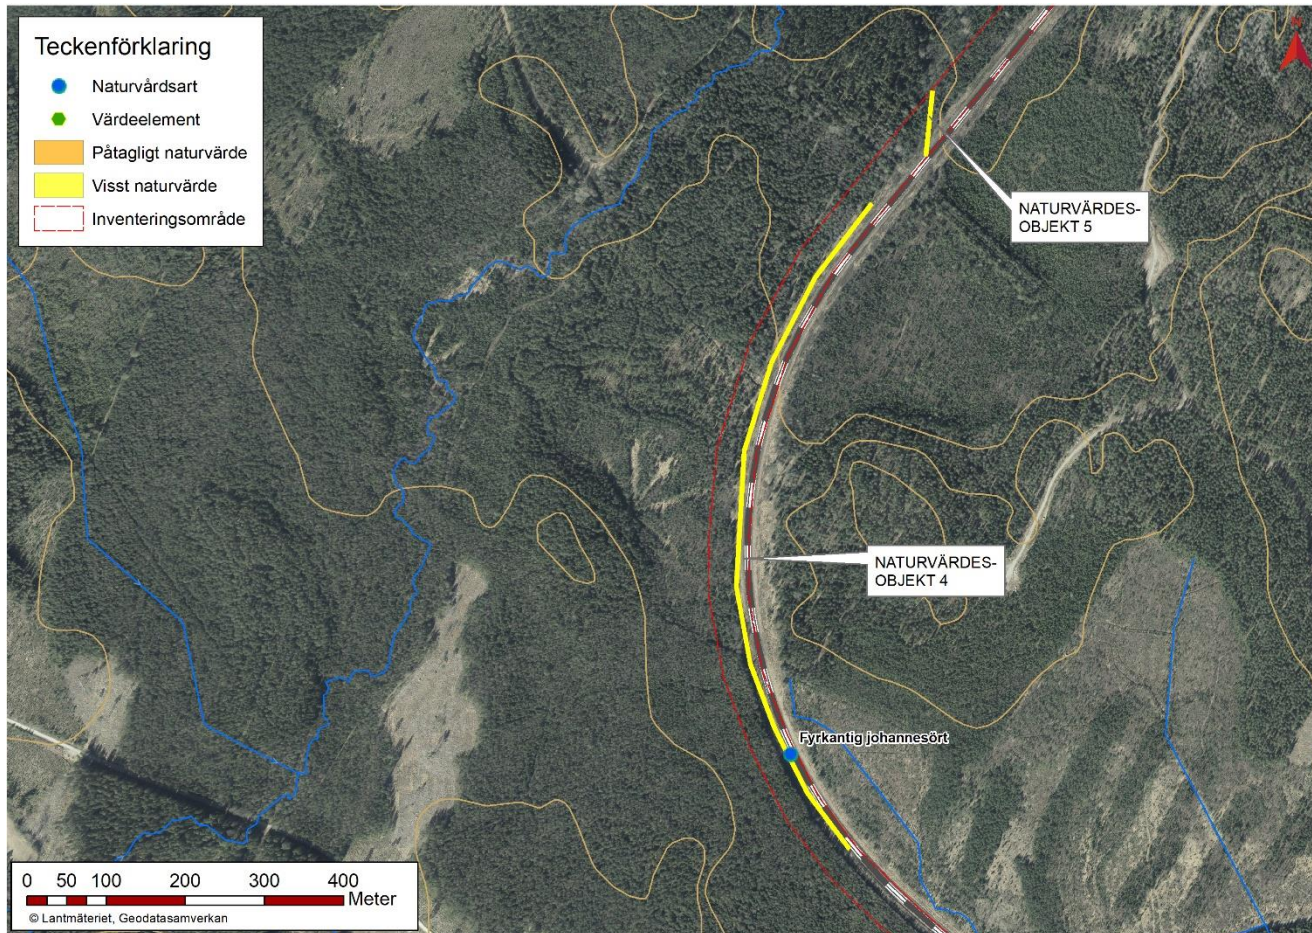 Teckenförklaring
Naturvårdsart
Värdeelement
Påtagligt naturvärde
Visst naturvärde
Inventeringsområde
N
NATURVÄRDES-
OBJEKT 5
NATURVÄRDES-
OBJEKT 4
Fyrkantig johannesört
0 50 100 200 300 400
Meter
© Lantmäteriet, Geodatasamverkan